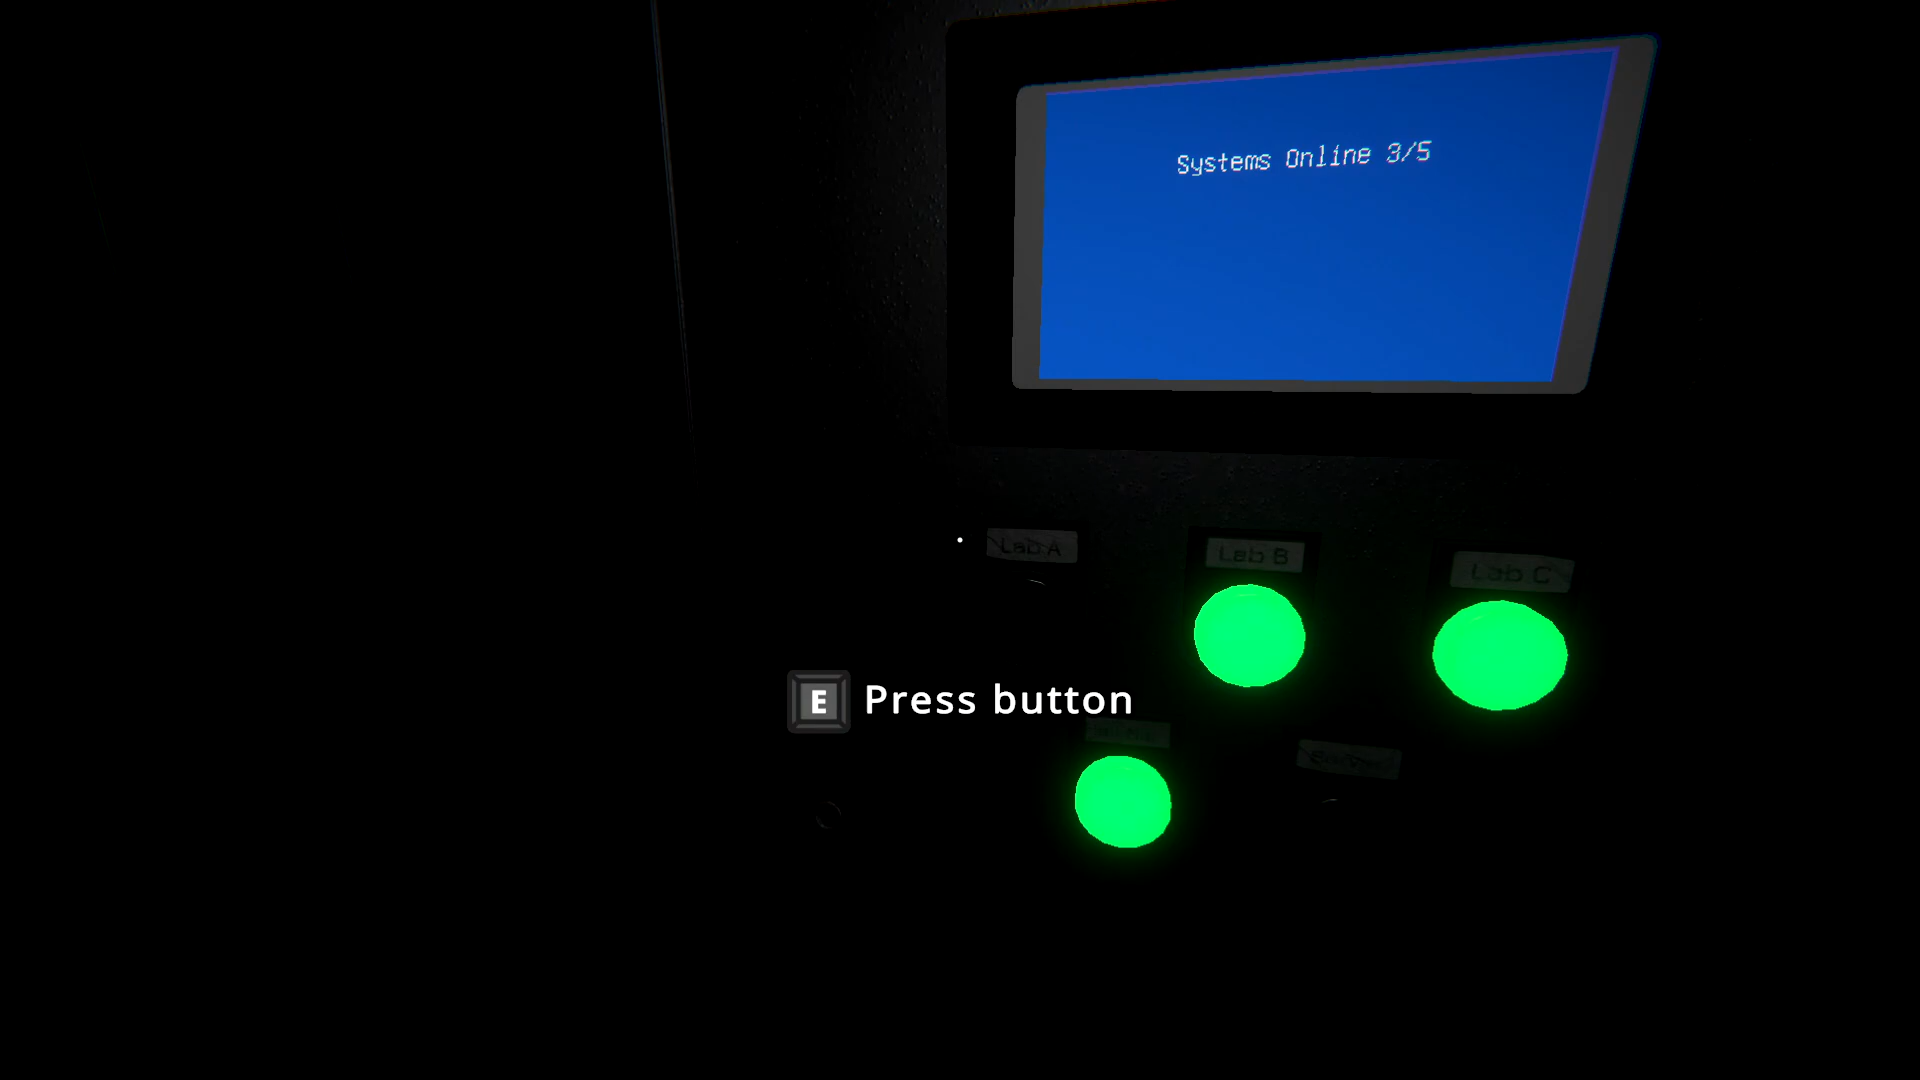 Systems Online 3/5
Lab A
Lab B
Lab C
E Press button